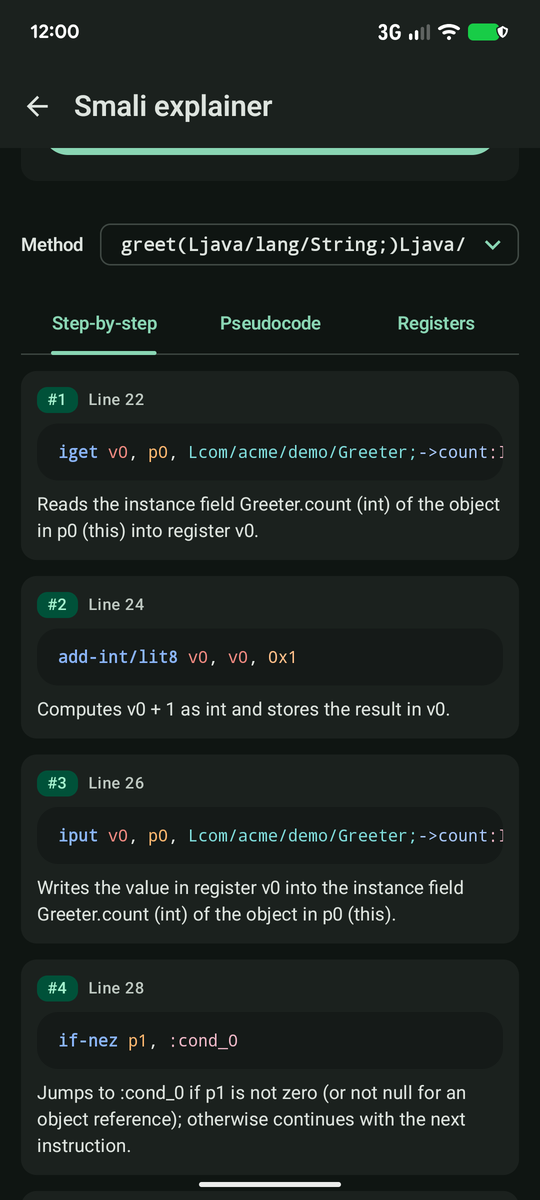 12:00
3G
Smali explainer
Method
greet(Ljava/lang/String;)Ljava/
Step-by-step
Pseudocode
Registers
#1
Line 22
iget v0, p0, Lcom/acme/demo/Greeter;->count:I
Reads the instance field Greeter.count (int) of the object
in p0 (this) into register v0.
#2
Line 24
add-int/lit8 v0, v0, 0x1
Computes v0 + 1 as int and stores the result in v0.
#3
Line 26
iput v0, p0, Lcom/acme/demo/Greeter;->count:I
Writes the value in register v0 into the instance field
Greeter.count (int) of the object in p0 (this).
#4
Line 28
if-nez p1, :cond_0
Jumps to :cond_0 if p1 is not zero (or not null for an
object reference); otherwise continues with the next
instruction.